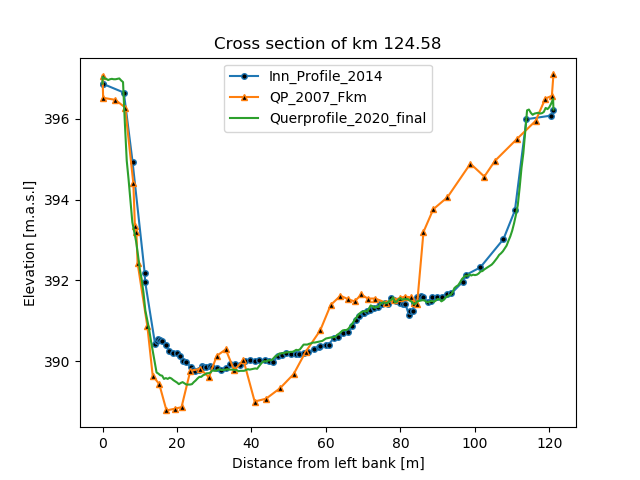 Cross section of km 124.58
Inn_Profile_2014
QP_2007_Fkm
Querprofile_2020_final
Elevation [m.a.s.l]
396
394
392
390
0 20 40 60 80 100 120
Distance from left bank [m]